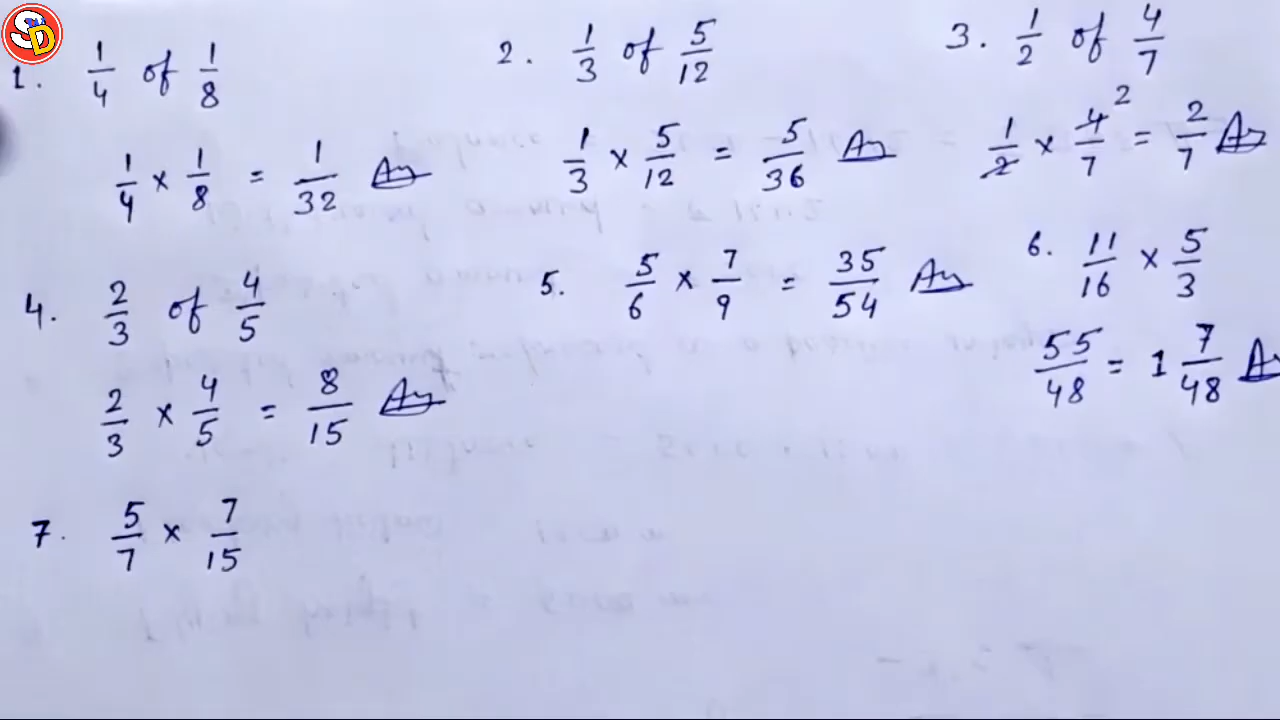 SD
1. 1/4 of 1/8
1/4 × 1/8 = 1/32 Ans
2. 1/3 of 5/12
1/3 × 5/12 = 5/36 Ans
3. 1/2 of 4/7
1/2 × 4/7 2 = 2/7 Ans
4. 2/3 of 4/5
2/3 × 4/5 = 8/15 Ans
5. 5/6 × 7/9 = 35/54 Ans
6. 11/16 × 5/3
55/48 = 1 7/48 An
7. 5/7 × 7/15